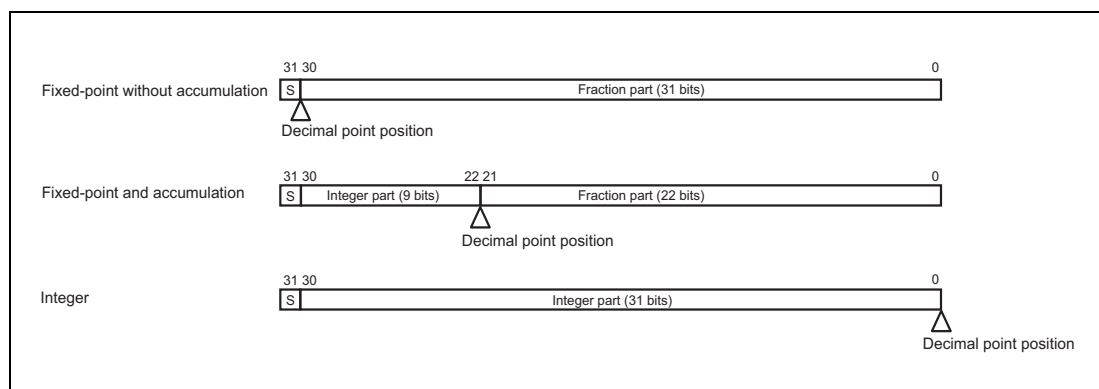 31 30 0
Fixed-point without accumulation S Fraction part (31 bits)
Decimal point position
31 30 22 21 0
Fixed-point and accumulation S Integer part (9 bits) Fraction part (22 bits)
Decimal point position
31 30 0
Integer S Integer part (31 bits)
Decimal point position